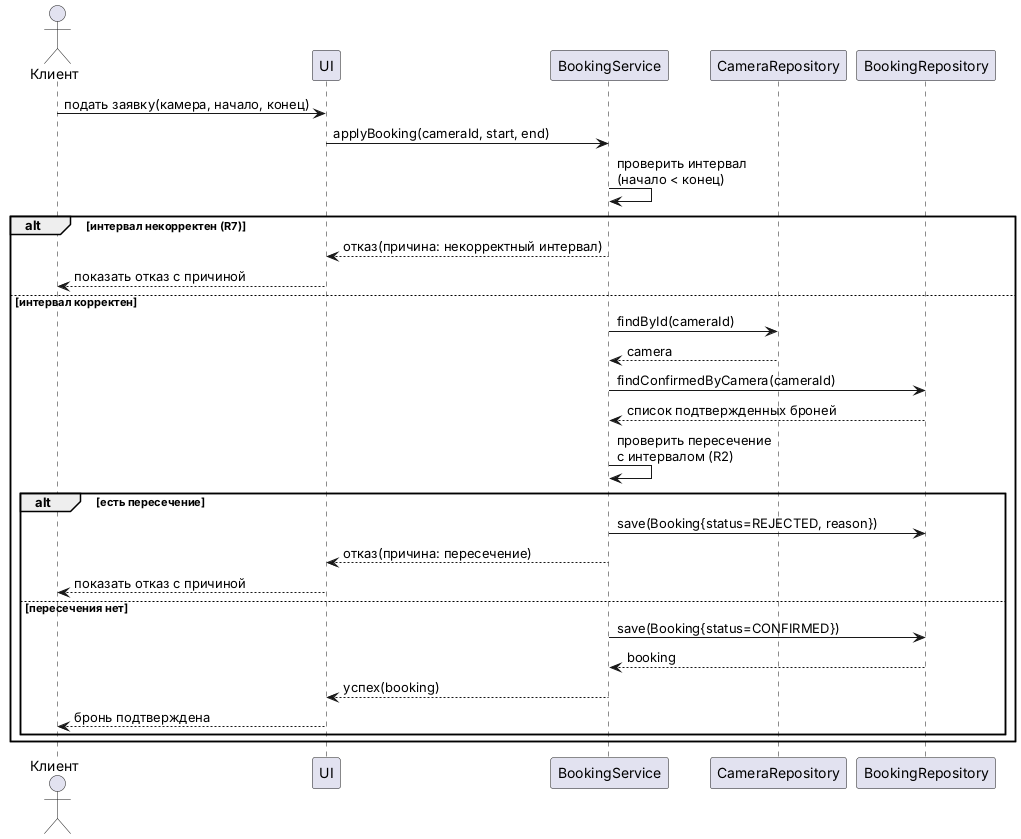 Клиент
UI
BookingService
CameraRepository
BookingRepository
подать заявку(камера, начало, конец)
applyBooking(cameraId, start, end)
проверить интервал
(начало < конец)
alt
[интервал некорректен (R7)]
отказ(причина: некорректный интервал)
показать отказ с причиной
[интервал корректен]
findById(cameraId)
camera
findConfirmedByCamera(cameraId)
список подтвержденных броней
проверить пересечение
с интервалом (R2)
alt
[есть пересечение]
save(Booking{status=REJECTED, reason})
отказ(причина: пересечение)
показать отказ с причиной
[пересечения нет]
save(Booking{status=CONFIRMED})
booking
успех(booking)
бронь подтверждена
Клиент
UI
BookingService
CameraRepository
BookingRepository